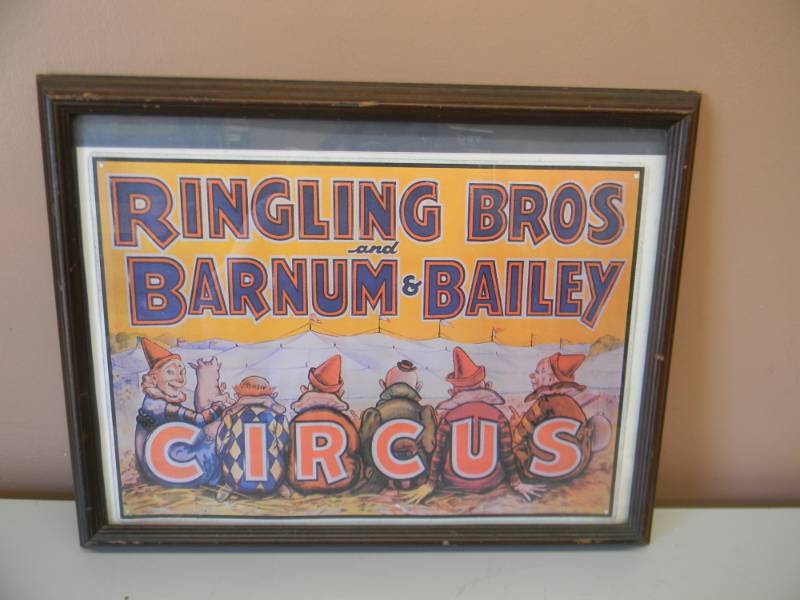 RINGLING BROS
and
BARNUM & BAILEY
CIRCUS